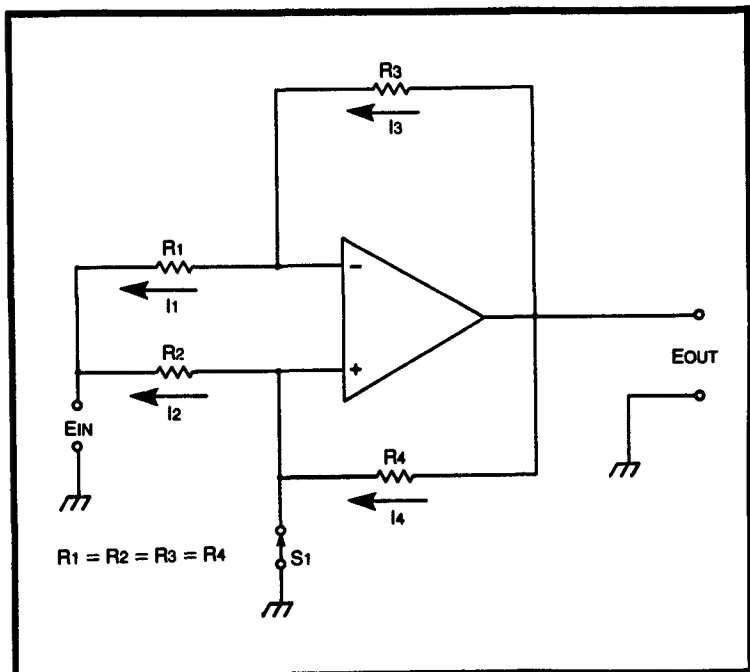 R3
I3
R1
-
I1
R2
+
I2
EIN
EOUT
R4
I4
R1 = R2 = R3 = R4
S1